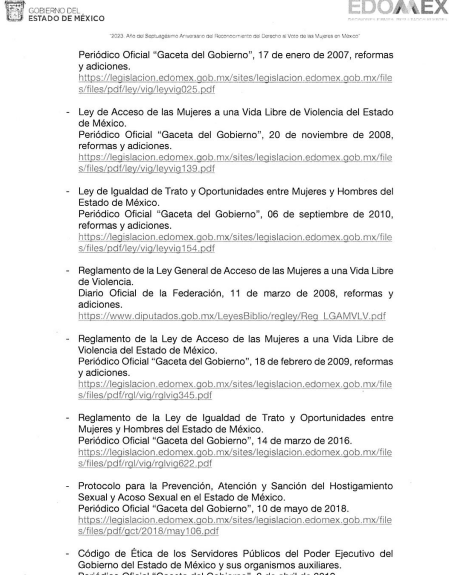 GOBIERNO DEL
ESTADO DE MÉXICO
EDOMEX
"2023. Año del Septuagésimo Aniversario del Reconocimiento del Derecho al Voto de las Mujeres en México"
Periódico Oficial "Gaceta del Gobierno", 17 de enero de 2007, reformas
y adiciones.
https://legislacion.edomex.gob.mx/sites/legislacion.edomex.gob.mx/file
s/files/pdf/ley/vig/leyvig025.pdf
- Ley de Acceso de las Mujeres a una Vida Libre de Violencia del Estado
de México.
Periódico Oficial "Gaceta del Gobierno", 20 de noviembre de 2008,
reformas y adiciones.
https://legislacion.edomex.gob.mx/sites/legislacion.edomex.gob.mx/file
s/files/pdf/ley/vig/leyvig139.pdf
- Ley de Igualdad de Trato y Oportunidades entre Mujeres y Hombres del
Estado de México.
Periódico Oficial "Gaceta del Gobierno", 06 de septiembre de 2010,
reformas y adiciones.
https://legislacion.edomex.gob.mx/sites/legislacion.edomex.gob.mx/file
s/files/pdf/ley/vig/leyvig154.pdf
- Reglamento de la Ley General de Acceso de las Mujeres a una Vida Libre
de Violencia.
Diario Oficial de la Federación, 11 de marzo de 2008, reformas y
adiciones.
https://www.diputados.gob.mx/LeyesBiblio/regley/Reg_LGAMVLV.pdf
- Reglamento de la Ley de Acceso de las Mujeres a una Vida Libre de
Violencia del Estado de México.
Periódico Oficial "Gaceta del Gobierno", 18 de febrero de 2009, reformas
y adiciones.
https://legislacion.edomex.gob.mx/sites/legislacion.edomex.gob.mx/file
s/files/pdf/rgl/vig/rglvig345.pdf
- Reglamento de la Ley de Igualdad de Trato y Oportunidades entre
Mujeres y Hombres del Estado de México.
Periódico Oficial "Gaceta del Gobierno", 14 de marzo de 2016.
https://legislacion.edomex.gob.mx/sites/legislacion.edomex.gob.mx/file
s/files/pdf/rgl/vig/rglvig622.pdf
- Protocolo para la Prevención, Atención y Sanción del Hostigamiento
Sexual y Acoso Sexual en el Estado de México.
Periódico Oficial "Gaceta del Gobierno", 10 de mayo de 2018.
https://legislacion.edomex.gob.mx/sites/legislacion.edomex.gob.mx/file
s/files/pdf/gct/2018/may106.pdf
- Código de Ética de los Servidores Públicos del Poder Ejecutivo del
Gobierno del Estado de México y sus organismos auxiliares.